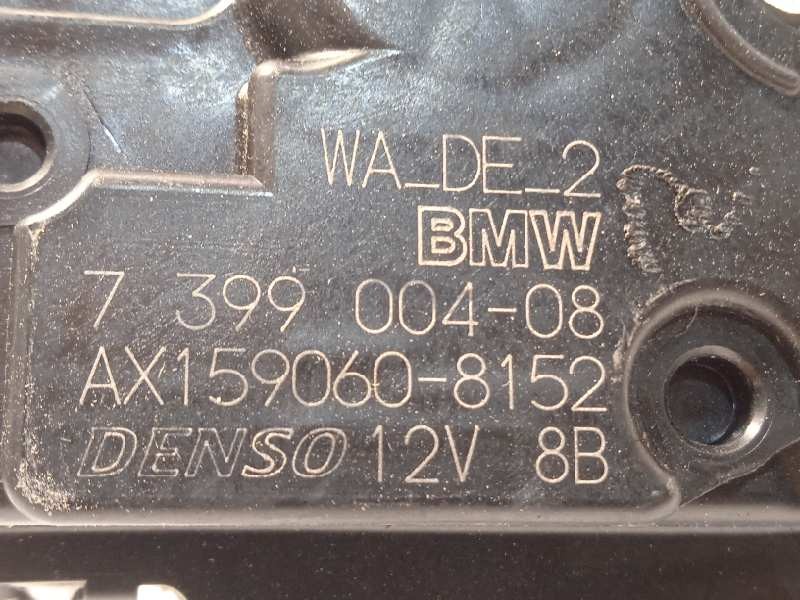 WA_DE_2
BMW
7 399 004-08
AX159060-8152
DENSO 12V 8B